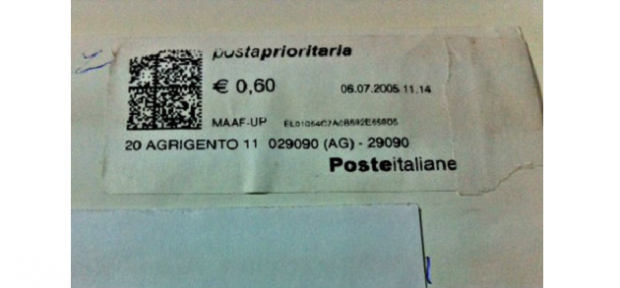 postaprioritaria
€ 0,60 06.07.2005 11.14
MAAF-UP
20 AGRIGENTO 11 029090 (AG) - 29090
Posteitaliane